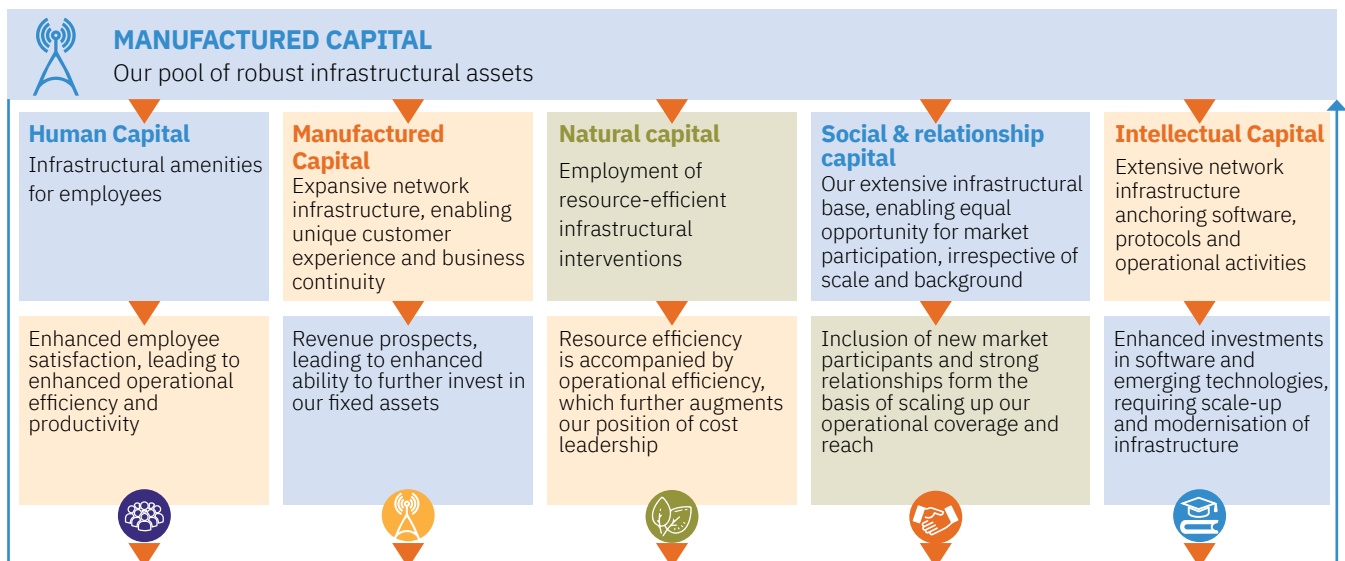 MANUFACTURED CAPITAL
Our pool of robust infrastructural assets
Human Capital
Infrastructural amenities
for employees
Manufactured
Capital
Expansive network
infrastructure, enabling
unique customer
experience and business
continuity
Natural capital
Employment of
resource-efficient
infrastructural
interventions
Social & relationship
capital
Our extensive infrastructural
base, enabling equal
opportunity for market
participation, irrespective of
scale and background
Intellectual Capital
Extensive network
infrastructure
anchoring software,
protocols and
operational activities
Enhanced employee
satisfaction, leading to
enhanced operational
efficiency and
productivity
Revenue prospects,
leading to enhanced
ability to further invest in
our fixed assets
Resource efficiency
is accompanied by
operational efficiency,
which further augments
our position of cost
leadership
Inclusion of new market
participants and strong
relationships form the
basis of scaling up our
operational coverage and
reach
Enhanced investments
in software and
emerging technologies,
requiring scale-up
and modernisation of
infrastructure